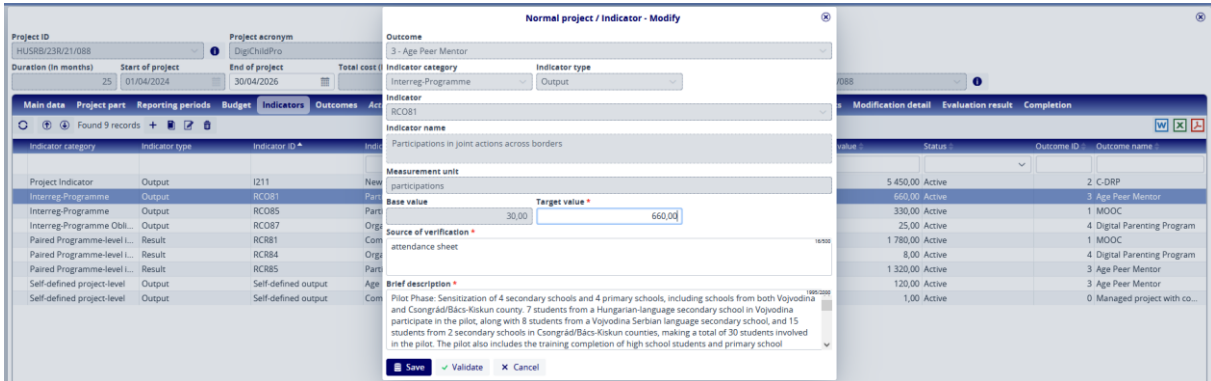 Normal project / Indicator - Modify
Project ID
Project acronym
HUSRB/23R/21/088
DigiChildPro
/088
Duration (in months)
Start of project
End of project
Total cost (
25
01/04/2024
30/04/2026
Main data Project part Reporting periods Budget Indicators Outcomes Modification detail Evaluation result Completion
Found 9 records
Indicator category Indicator type Indicator ID value Status Outcome ID Outcome name
Project Indicator Output I211 New 5 450,00 Active 2 C-DRP
Interreg-Programme Output RCO81 Part 660,00 Active 3 Age Peer Mentor
Interreg-Programme Output RCO85 Parti 330,00 Active 1 MOOC
Interreg-Programme Obli... Output RCO87 Orga 25,00 Active 4 Digital Parenting Program
Paired Programme-level i... Result RCR81 Com 1 780,00 Active 1 MOOC
Paired Programme-level i... Result RCR84 Orga 8,00 Active 4 Digital Parenting Program
Paired Programme-level i... Result RCR85 Parti 1 320,00 Active 3 Age Peer Mentor
Self-defined project-level Output Self-defined output Age 120,00 Active 3 Age Peer Mentor
Self-defined project-level Output Self-defined output Com 1,00 Active 0 Managed project with co...
Outcome
3 - Age Peer Mentor
Indicator category Indicator type
Interreg-Programme Output
Indicator
RCO81
Indicator name
Participations in joint actions across borders
Measurement unit
participations
Base value Target value *
30,00 660,00
Source of verification *
attendance sheet
Brief description *
Pilot Phase: Sensitization of 4 secondary schools and 4 primary schools, including schools from both Vojvodina
and Csongrád/Bács-Kiskun county. 7 students from a Hungarian-language secondary school in Vojvodina
participate in the pilot, along with 8 students from a Vojvodina Serbian language secondary school, and 15
students from 2 secondary schools in Csongrád/Bács-Kiskun counties, making a total of 30 students involved
in the pilot. The pilot also includes the training completion of high school students and primary school
Save Validate Cancel